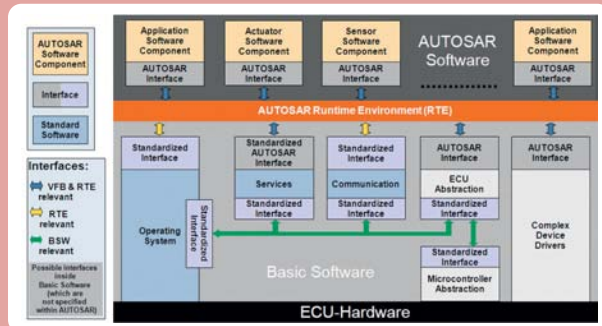 AUTOSAR
Software
Component
Interface
Standard
Software
Interfaces:
VFB & RTE
relevant
RTE
relevant
BSW
relevant
Possible interfaces
inside
Basic Software
(which are
not specified
within AUTOSAR)
Application
Software
Component
AUTOSAR
Interface
Actuator
Software
Component
AUTOSAR
Interface
Sensor
Software
Component
AUTOSAR
Interface
AUTOSAR
Software
Application
Software
Component
AUTOSAR
Interface
AUTOSAR Runtime Environment (RTE)
Standardized
Interface
Operating
System
Standardized
Interface
Standardized
AUTOSAR
Interface
Services
Standardized
Interface
Standardized
Interface
Communication
Standardized
Interface
AUTOSAR
Interface
ECU
Abstraction
Standardized
Interface
Standardized
Interface
Microcontroller
Abstraction
AUTOSAR
Interface
Complex
Device
Drivers
Basic Software
ECU-Hardware